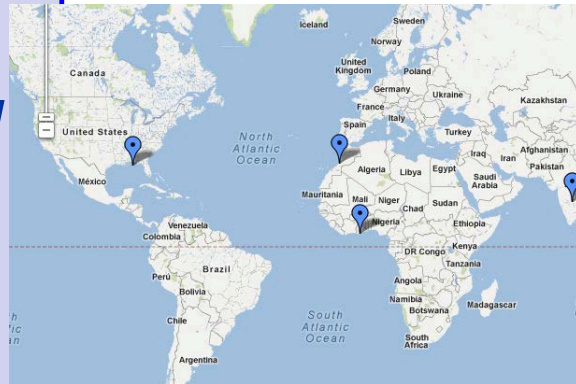 Iceland
Sweden
Norway
Canada
United Kingdom
Poland
Germany
Ukraine
France
Kazakhstan
Italy
Spain
United States
Turkey
North Atlantic Ocean
Afghanistan
Iraq
Iran
Algeria
Libya
Egypt
Pakistan
México
Saudi Arabia
Mauritania
Mali
Niger
Chad
Sudan
Nigeria
Venezuela
Ethiopia
Colombia
Kenya
DR Congo
Brazil
Tanzania
Perú
Angola
Bolivia
Namibia
Madagascar
Botswana
South Atlantic Ocean
Chile
South Africa
Argentina